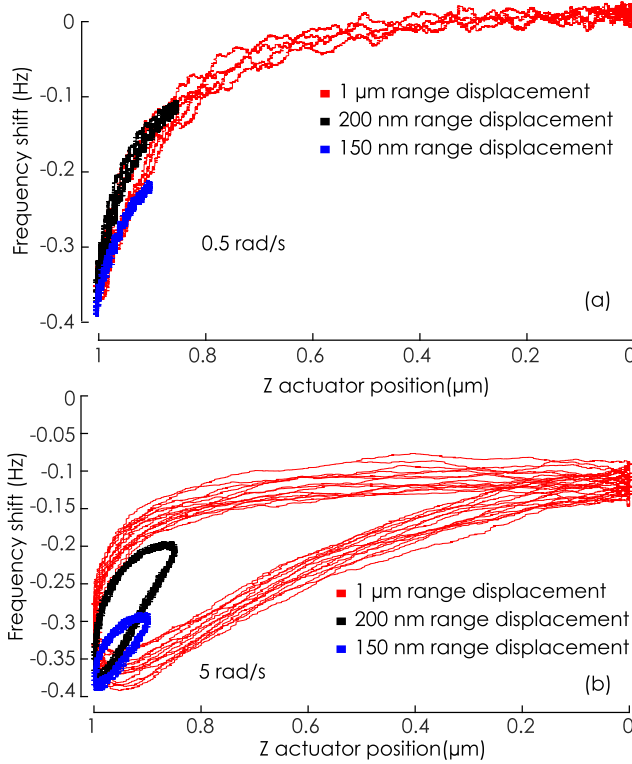 0
-0.1
-0.2
-0.3
-0.4
Frequency shift (Hz)
1 µm range displacement
200 nm range displacement
150 nm range displacement
0.5 rad/s
(a)
1 0.8 0.6 0.4 0.2 0
Z actuator position(µm)
0
-0.05
-0.1
-0.15
-0.2
-0.25
-0.3
-0.35
-0.4
Frequency shift (Hz)
1 µm range displacement
200 nm range displacement
150 nm range displacement
5 rad/s
(b)
1 0.8 0.6 0.4 0.2 0
Z actuator position(µm)